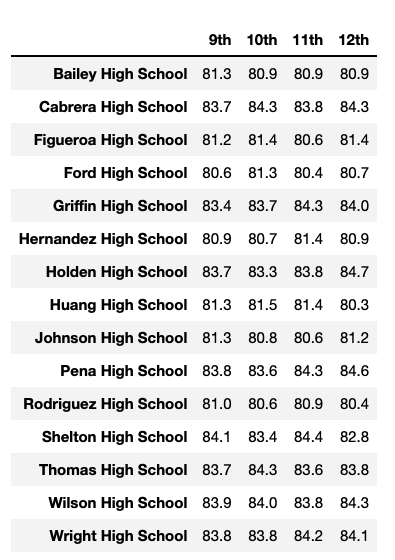 9th 10th 11th 12th
Bailey High School 81.3 80.9 80.9 80.9
Cabrera High School 83.7 84.3 83.8 84.3
Figueroa High School 81.2 81.4 80.6 81.4
Ford High School 80.6 81.3 80.4 80.7
Griffin High School 83.4 83.7 84.3 84.0
Hernandez High School 80.9 80.7 81.4 80.9
Holden High School 83.7 83.3 83.8 84.7
Huang High School 81.3 81.5 81.4 80.3
Johnson High School 81.3 80.8 80.6 81.2
Pena High School 83.8 83.6 84.3 84.6
Rodriguez High School 81.0 80.6 80.9 80.4
Shelton High School 84.1 83.4 84.4 82.8
Thomas High School 83.7 84.3 83.6 83.8
Wilson High School 83.9 84.0 83.8 84.3
Wright High School 83.8 83.8 84.2 84.1